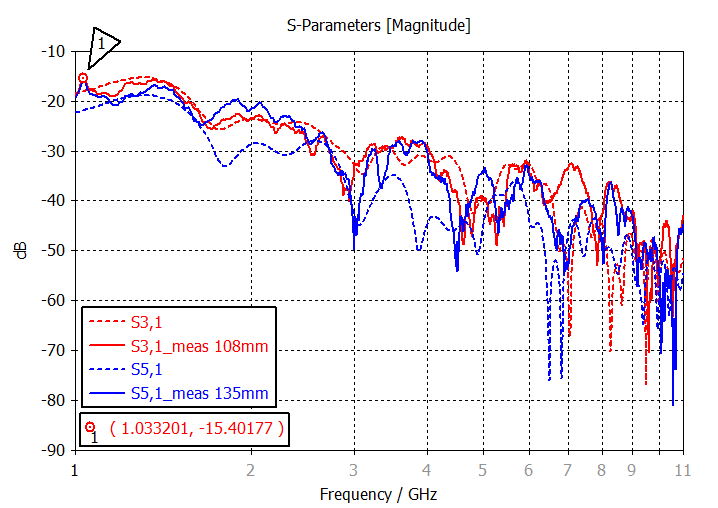 S-Parameters [Magnitude]
1
-10
-20
-30
-40
-50
-60
-70
-80
-90
dB
S3,1
S3,1_meas 108mm
S5,1
S5,1_meas 135mm
1 ( 1.033201, -15.40177 )
1 2 3 4 5 6 7 8 9 11
Frequency / GHz